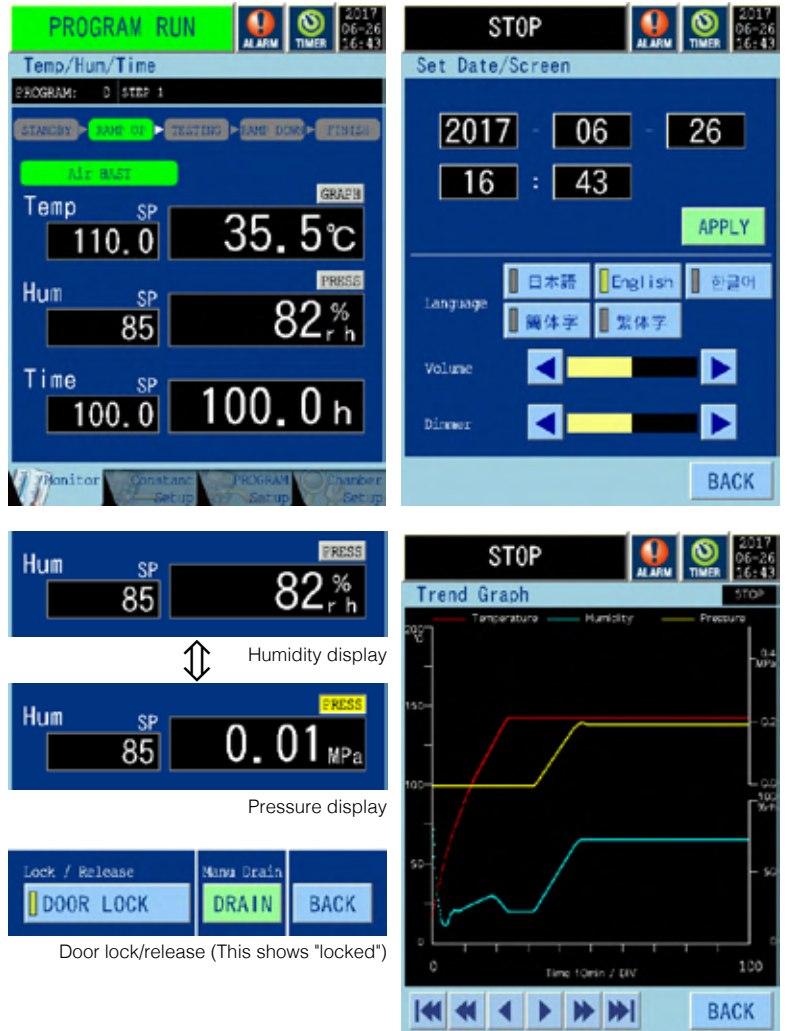 PROGRAM RUN
ALARM
TIMER
2017
06-26
16:43
Temp/Hum/Time
PROGRAM: 0 STEP 1
STANDBY RAMP UP TESTING RAMP DOWN FINISH
Air HAST
GRAPH
Temp SP
110.0 35.5℃
PRESS
Hum SP
85 82 % rh
Time SP
100.0 100.0 h
Monitor
Constant Setup
PROGRAM Setup
Chamber Setup
STOP
ALARM
TIMER
2017
06-26
16:43
Set Date/Screen
2017 - 06 - 26
16 : 43
APPLY
Language
日本語 English 한글어
簡体字 繁体字
Volume
Dimmer
BACK
PRESS
Hum SP
85 82 % rh
Humidity display
PRESS
Hum SP
85 0.01 MPa
Pressure display
Lock / Release Manu Drain
DOOR LOCK DRAIN BACK
Door lock/release (This shows "locked")
STOP
ALARM
TIMER
2017
06-26
16:43
Trend Graph STOP
Temperature Humidity Pressure
200
℃
150
100
50
0
0.4
MPa
0.2
0.0
100
%rh
50
0
0 Time 10min / DIV 100
BACK